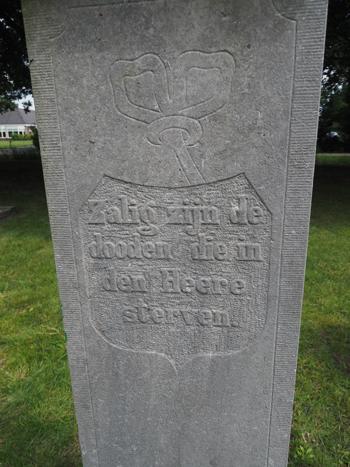 Zalig zijn de
dooden, die in
den Heere
sterven.